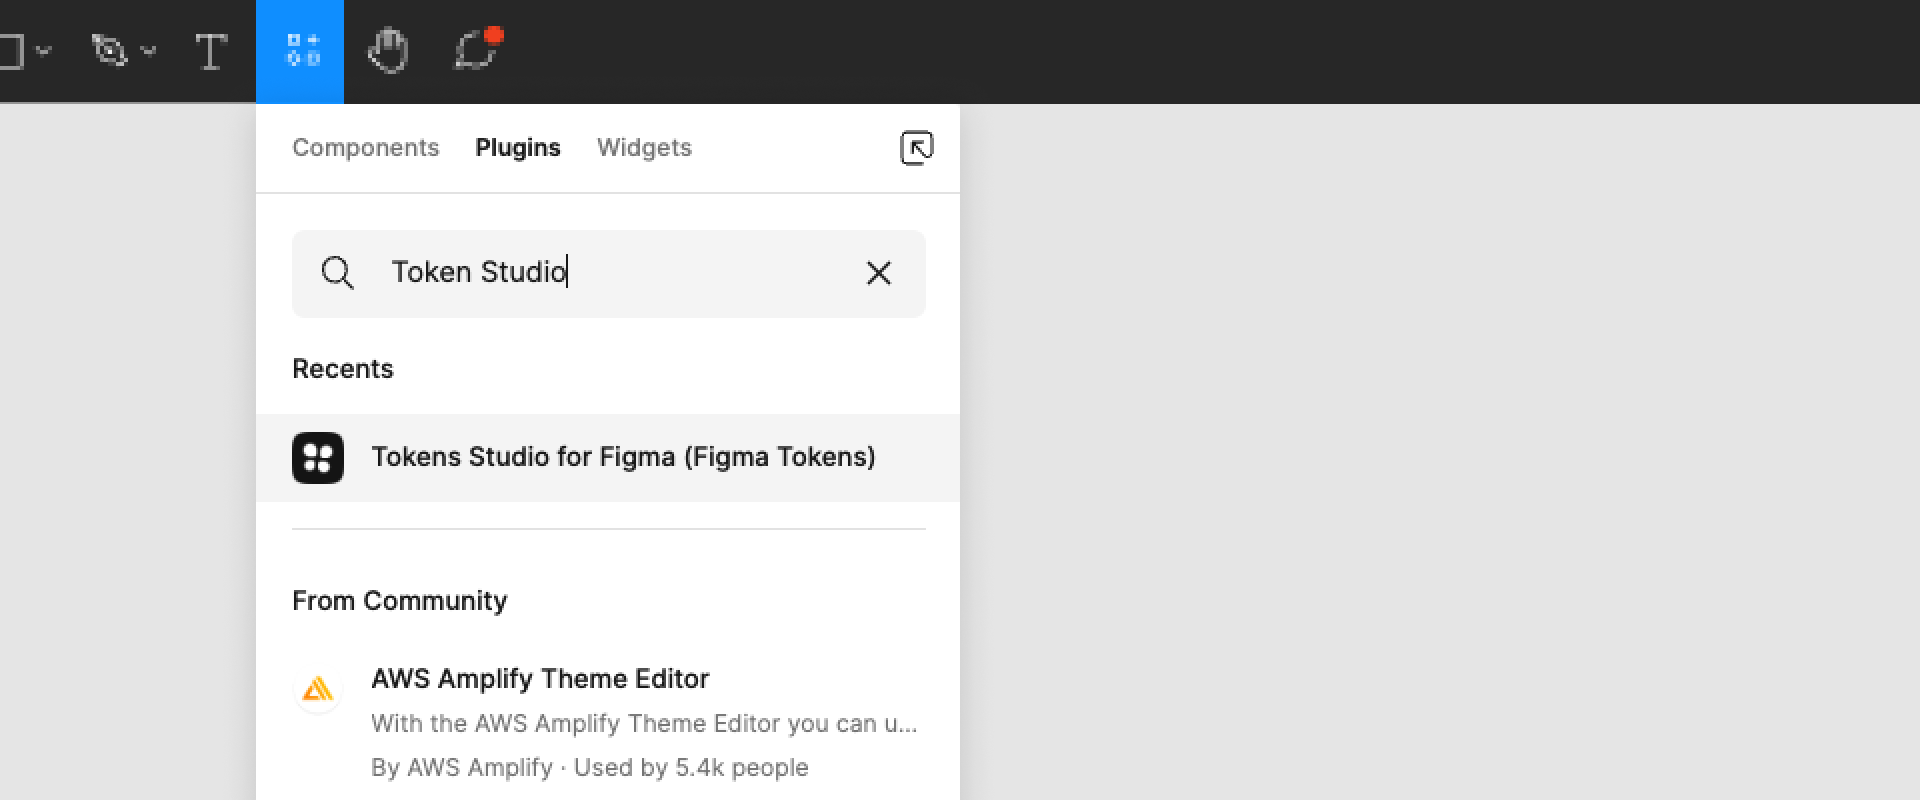 Components Plugins Widgets
Token Studio
Recents
Tokens Studio for Figma (Figma Tokens)
From Community
AWS Amplify Theme Editor
With the AWS Amplify Theme Editor you can u...
By AWS Amplify · Used by 5.4k people